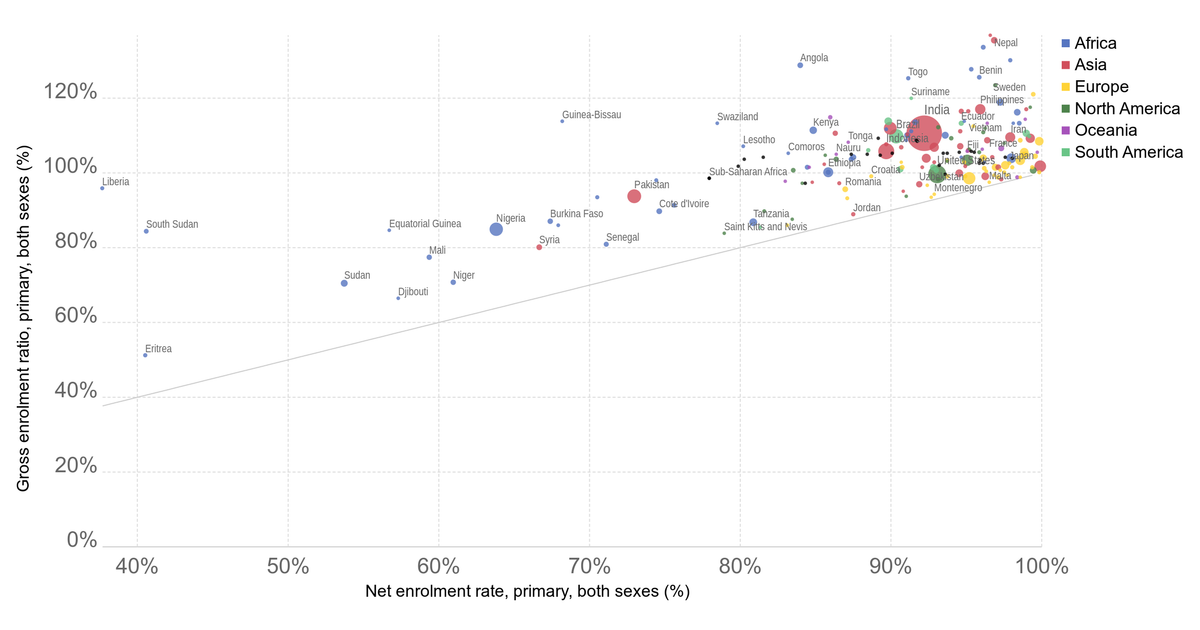 Gross enrolment ratio, primary, both sexes (%)
120%
100%
80%
60%
40%
20%
0%
40%
50%
60%
70%
80%
90%
100%
Net enrolment rate, primary, both sexes (%)
Africa
Asia
Europe
North America
Oceania
South America
Nepal
Angola
Togo
Benin
Suriname
Sweden
Philippines
India
Guinea-Bissau
Swaziland
Kenya
Brazil
Ecuador
Vietnam
Iran
Lesotho
Tonga
Indonesia
Comoros
Nauru
Fiji
France
Japan
Ethiopia
United States
Sub-Saharan Africa
Croatia
Uzbekistan
Malta
Romania
Montenegro
Liberia
Pakistan
Cote d'Ivoire
Jordan
South Sudan
Equatorial Guinea
Nigeria
Burkina Faso
Tanzania
Saint Kitts and Nevis
Syria
Senegal
Mali
Sudan
Niger
Djibouti
Eritrea